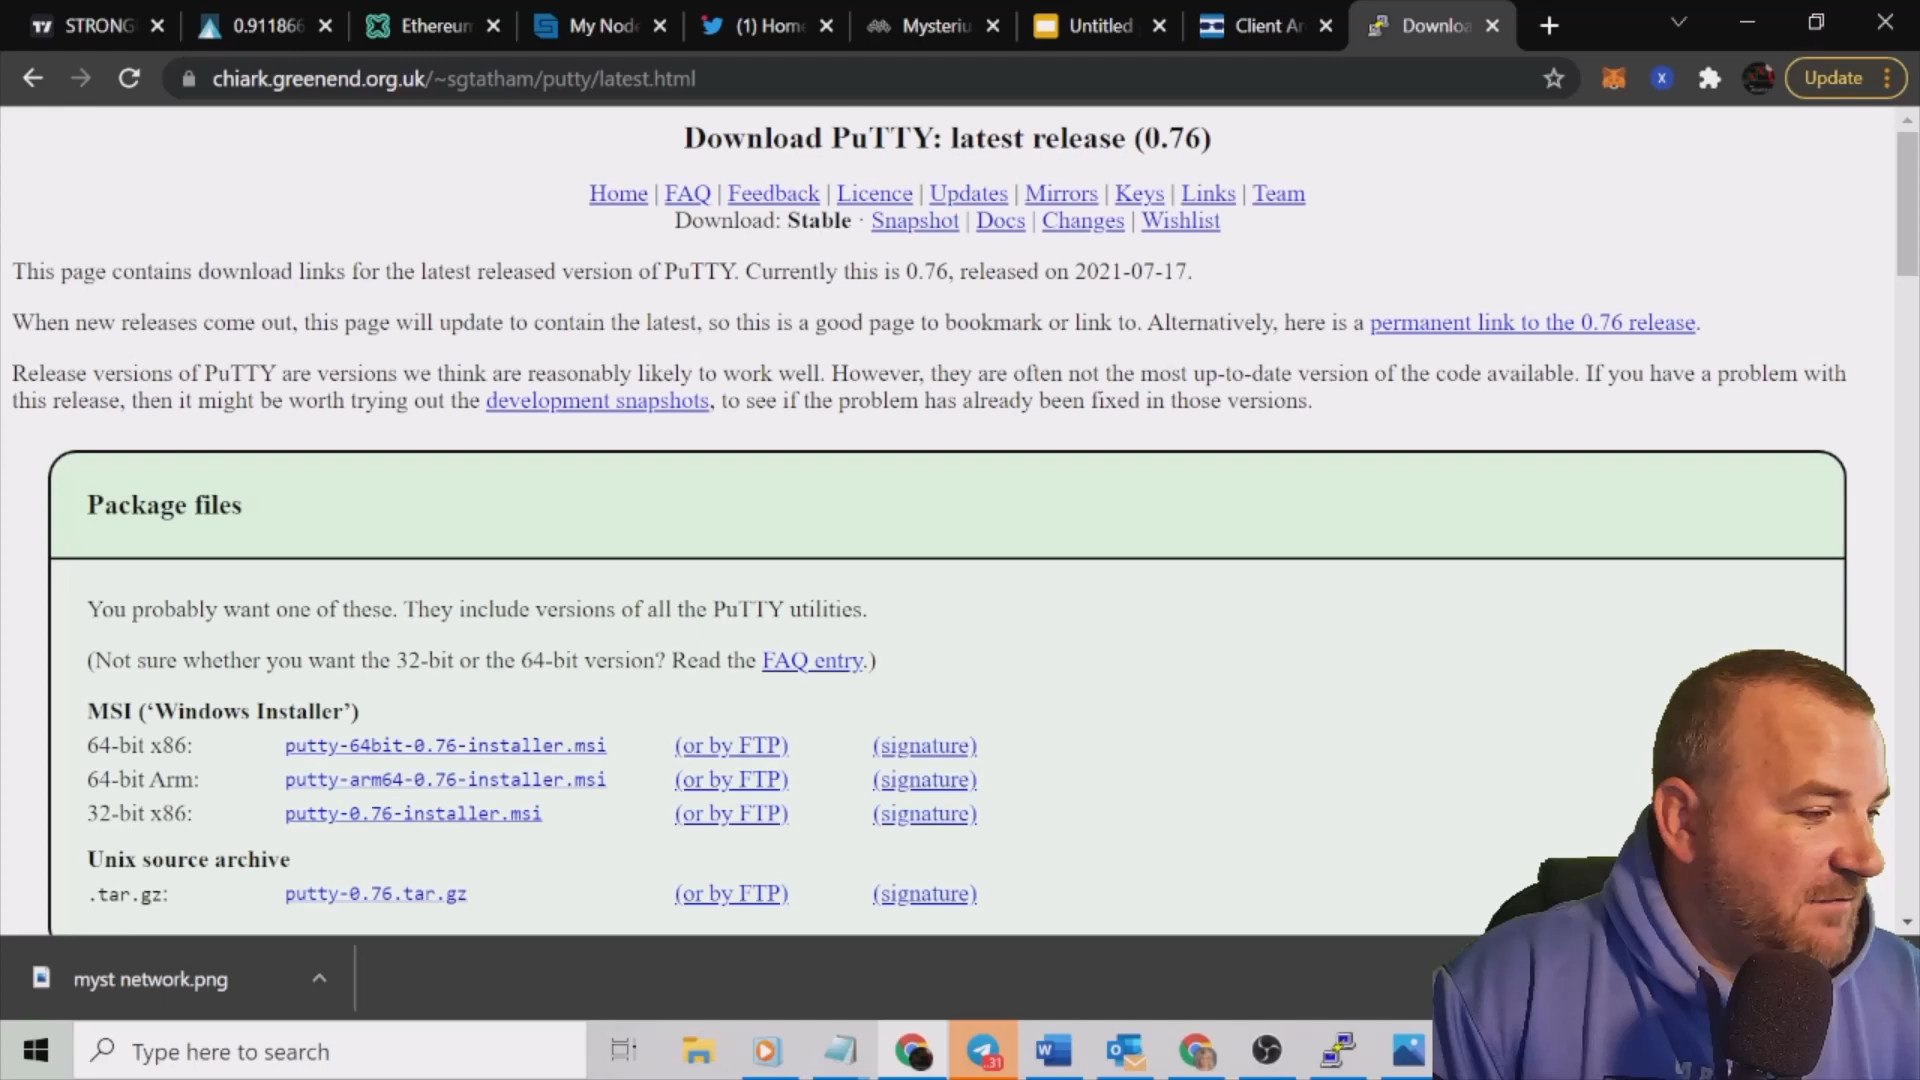 STRONG
0.911866
Ethereum
My Node
(1) Home
Mysteriu
Untitled
Client Ar
Downloa
chiark.greenend.org.uk/~sgtatham/putty/latest.html
X
Update
Download PuTTY: latest release (0.76)
Home | FAQ | Feedback | Licence | Updates | Mirrors | Keys | Links | Team
Download: Stable · Snapshot | Docs | Changes | Wishlist
This page contains download links for the latest released version of PuTTY. Currently this is 0.76, released on 2021-07-17.
When new releases come out, this page will update to contain the latest, so this is a good page to bookmark or link to. Alternatively, here is a permanent link to the 0.76 release.
Release versions of PuTTY are versions we think are reasonably likely to work well. However, they are often not the most up-to-date version of the code available. If you have a problem with
this release, then it might be worth trying out the development snapshots, to see if the problem has already been fixed in those versions.
Package files
You probably want one of these. They include versions of all the PuTTY utilities.
(Not sure whether you want the 32-bit or the 64-bit version? Read the FAQ entry.)
MSI (‘Windows Installer’)
64-bit x86: putty-64bit-0.76-installer.msi (or by FTP) (signature)
64-bit Arm: putty-arm64-0.76-installer.msi (or by FTP) (signature)
32-bit x86: putty-0.76-installer.msi (or by FTP) (signature)
Unix source archive
.tar.gz: putty-0.76.tar.gz (or by FTP) (signature)
myst network.png
Type here to search
31
W